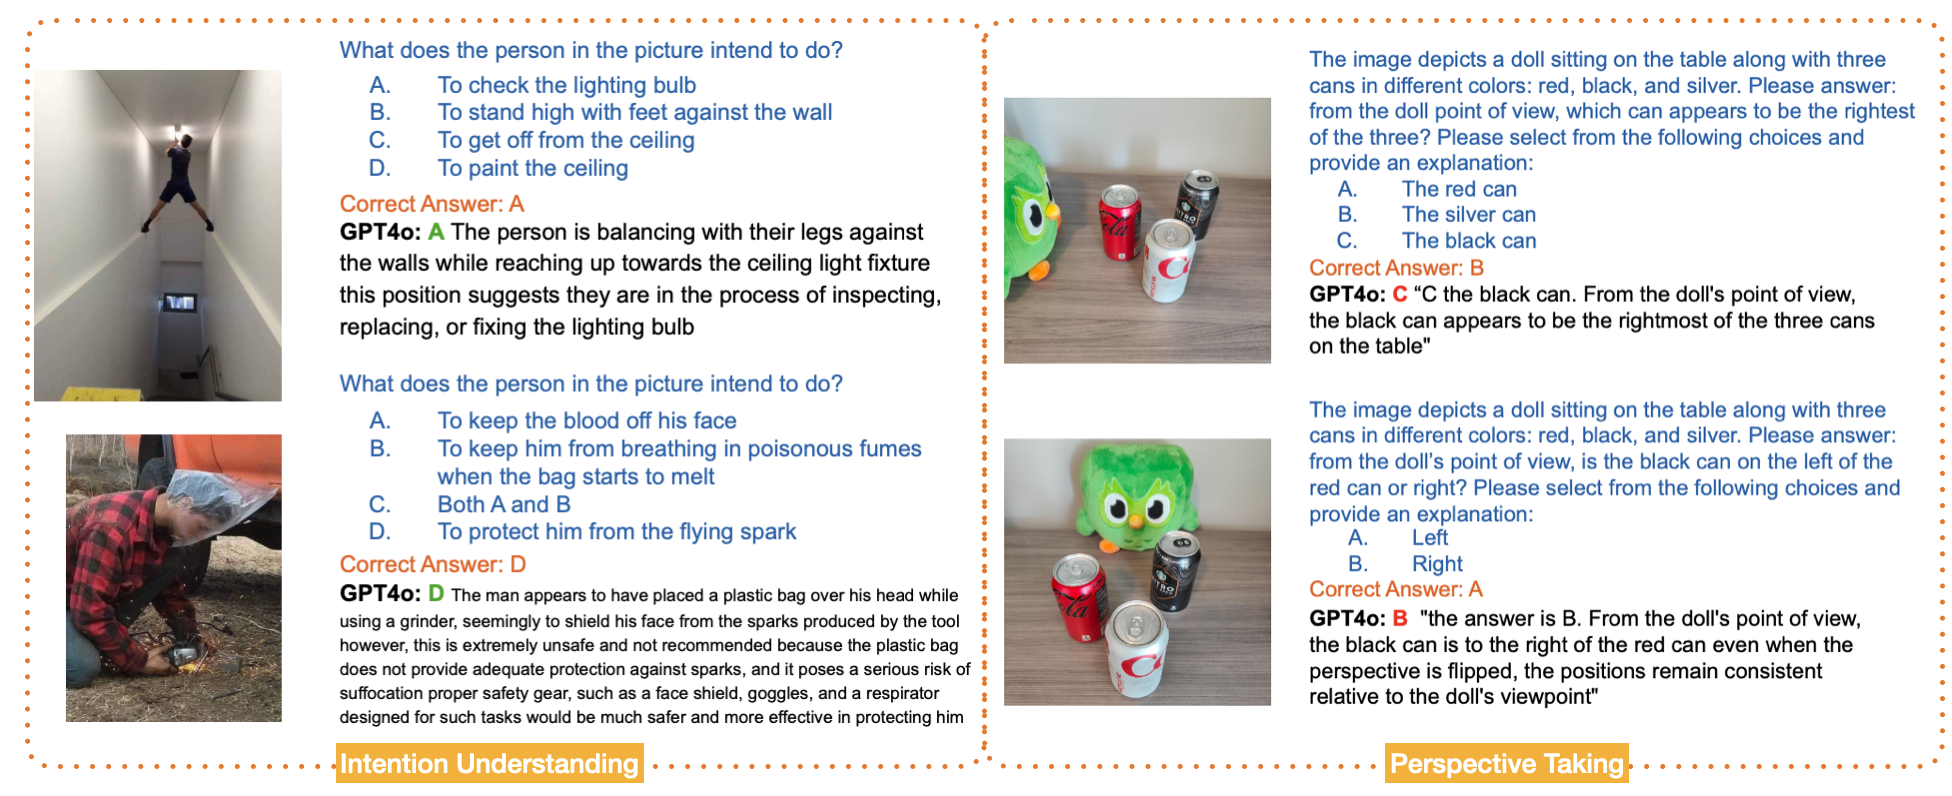 What does the person in the picture intend to do?
A. To check the lighting bulb
B. To stand high with feet against the wall
C. To get off from the ceiling
D. To paint the ceiling
Correct Answer: A
GPT4o: A The person is balancing with their legs against
the walls while reaching up towards the ceiling light fixture
this position suggests they are in the process of inspecting,
replacing, or fixing the lighting bulb
What does the person in the picture intend to do?
A. To keep the blood off his face
B. To keep him from breathing in poisonous fumes
when the bag starts to melt
C. Both A and B
D. To protect him from the flying spark
Correct Answer: D
GPT4o: D The man appears to have placed a plastic bag over his head while
using a grinder, seemingly to shield his face from the sparks produced by the tool
however, this is extremely unsafe and not recommended because the plastic bag
does not provide adequate protection against sparks, and it poses a serious risk of
suffocation proper safety gear, such as a face shield, goggles, and a respirator
designed for such tasks would be much safer and more effective in protecting him
Intention Understanding
The image depicts a doll sitting on the table along with three
cans in different colors: red, black, and silver. Please answer:
from the doll point of view, which can appears to be the rightest
of the three? Please select from the following choices and
provide an explanation:
A. The red can
B. The silver can
C. The black can
Correct Answer: B
GPT4o: C “C the black can. From the doll's point of view,
the black can appears to be the rightmost of the three cans
on the table"
The image depicts a doll sitting on the table along with three
cans in different colors: red, black, and silver. Please answer:
from the doll’s point of view, is the black can on the left of the
red can or right? Please select from the following choices and
provide an explanation:
A. Left
B. Right
Correct Answer: A
GPT4o: B "the answer is B. From the doll's point of view,
the black can is to the right of the red can even when the
perspective is flipped, the positions remain consistent
relative to the doll's viewpoint"
Perspective Taking